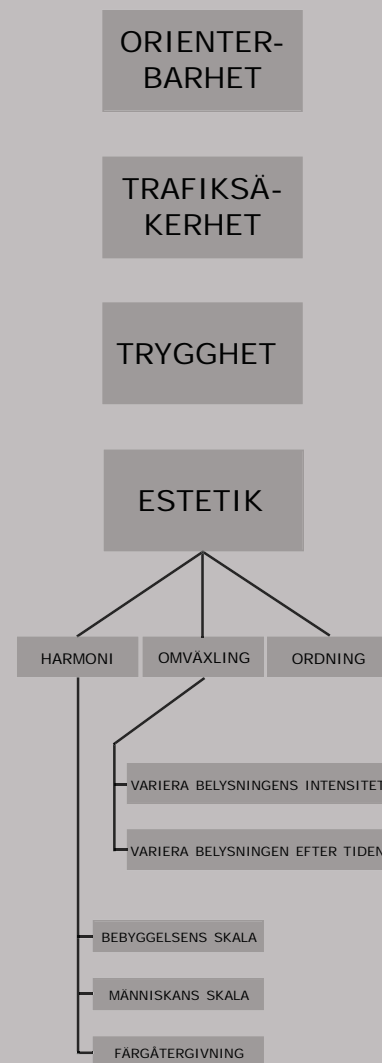 ORIENTER-
BARHET
TRAFIKSÄ-
KERHET
TRYGGHET
ESTETIK
HARMONI
OMVÄXLING
ORDNING
VARIERA BELYSNINGENS INTENSITET
VARIERA BELYSNINGEN EFTER TIDEN
BEBYGGELSENS SKALA
MÄNNISKANS SKALA
FÄRGÅTERGIVNING